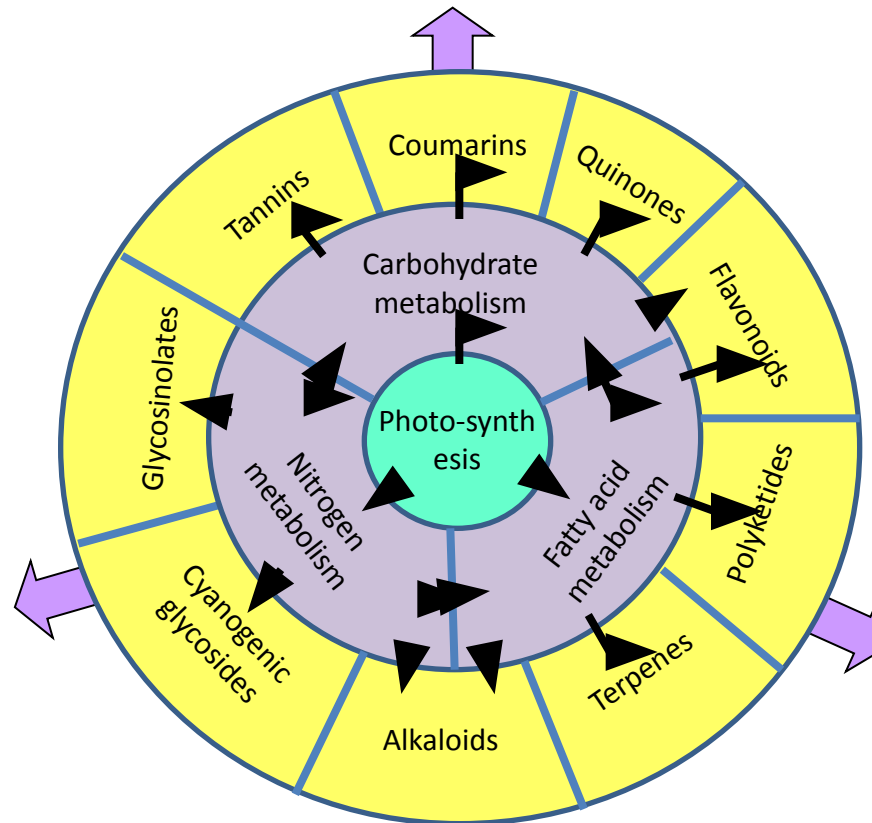 Coumarins
Quinones
Tannins
Flavonoids
Carbohydrate
metabolism
Glycosinolates
Photo-synth
esis
Nitrogen
metabolism
Fatty acid
metabolism
Polyketides
Cyanogenic
glycosides
Terpenes
Alkaloids